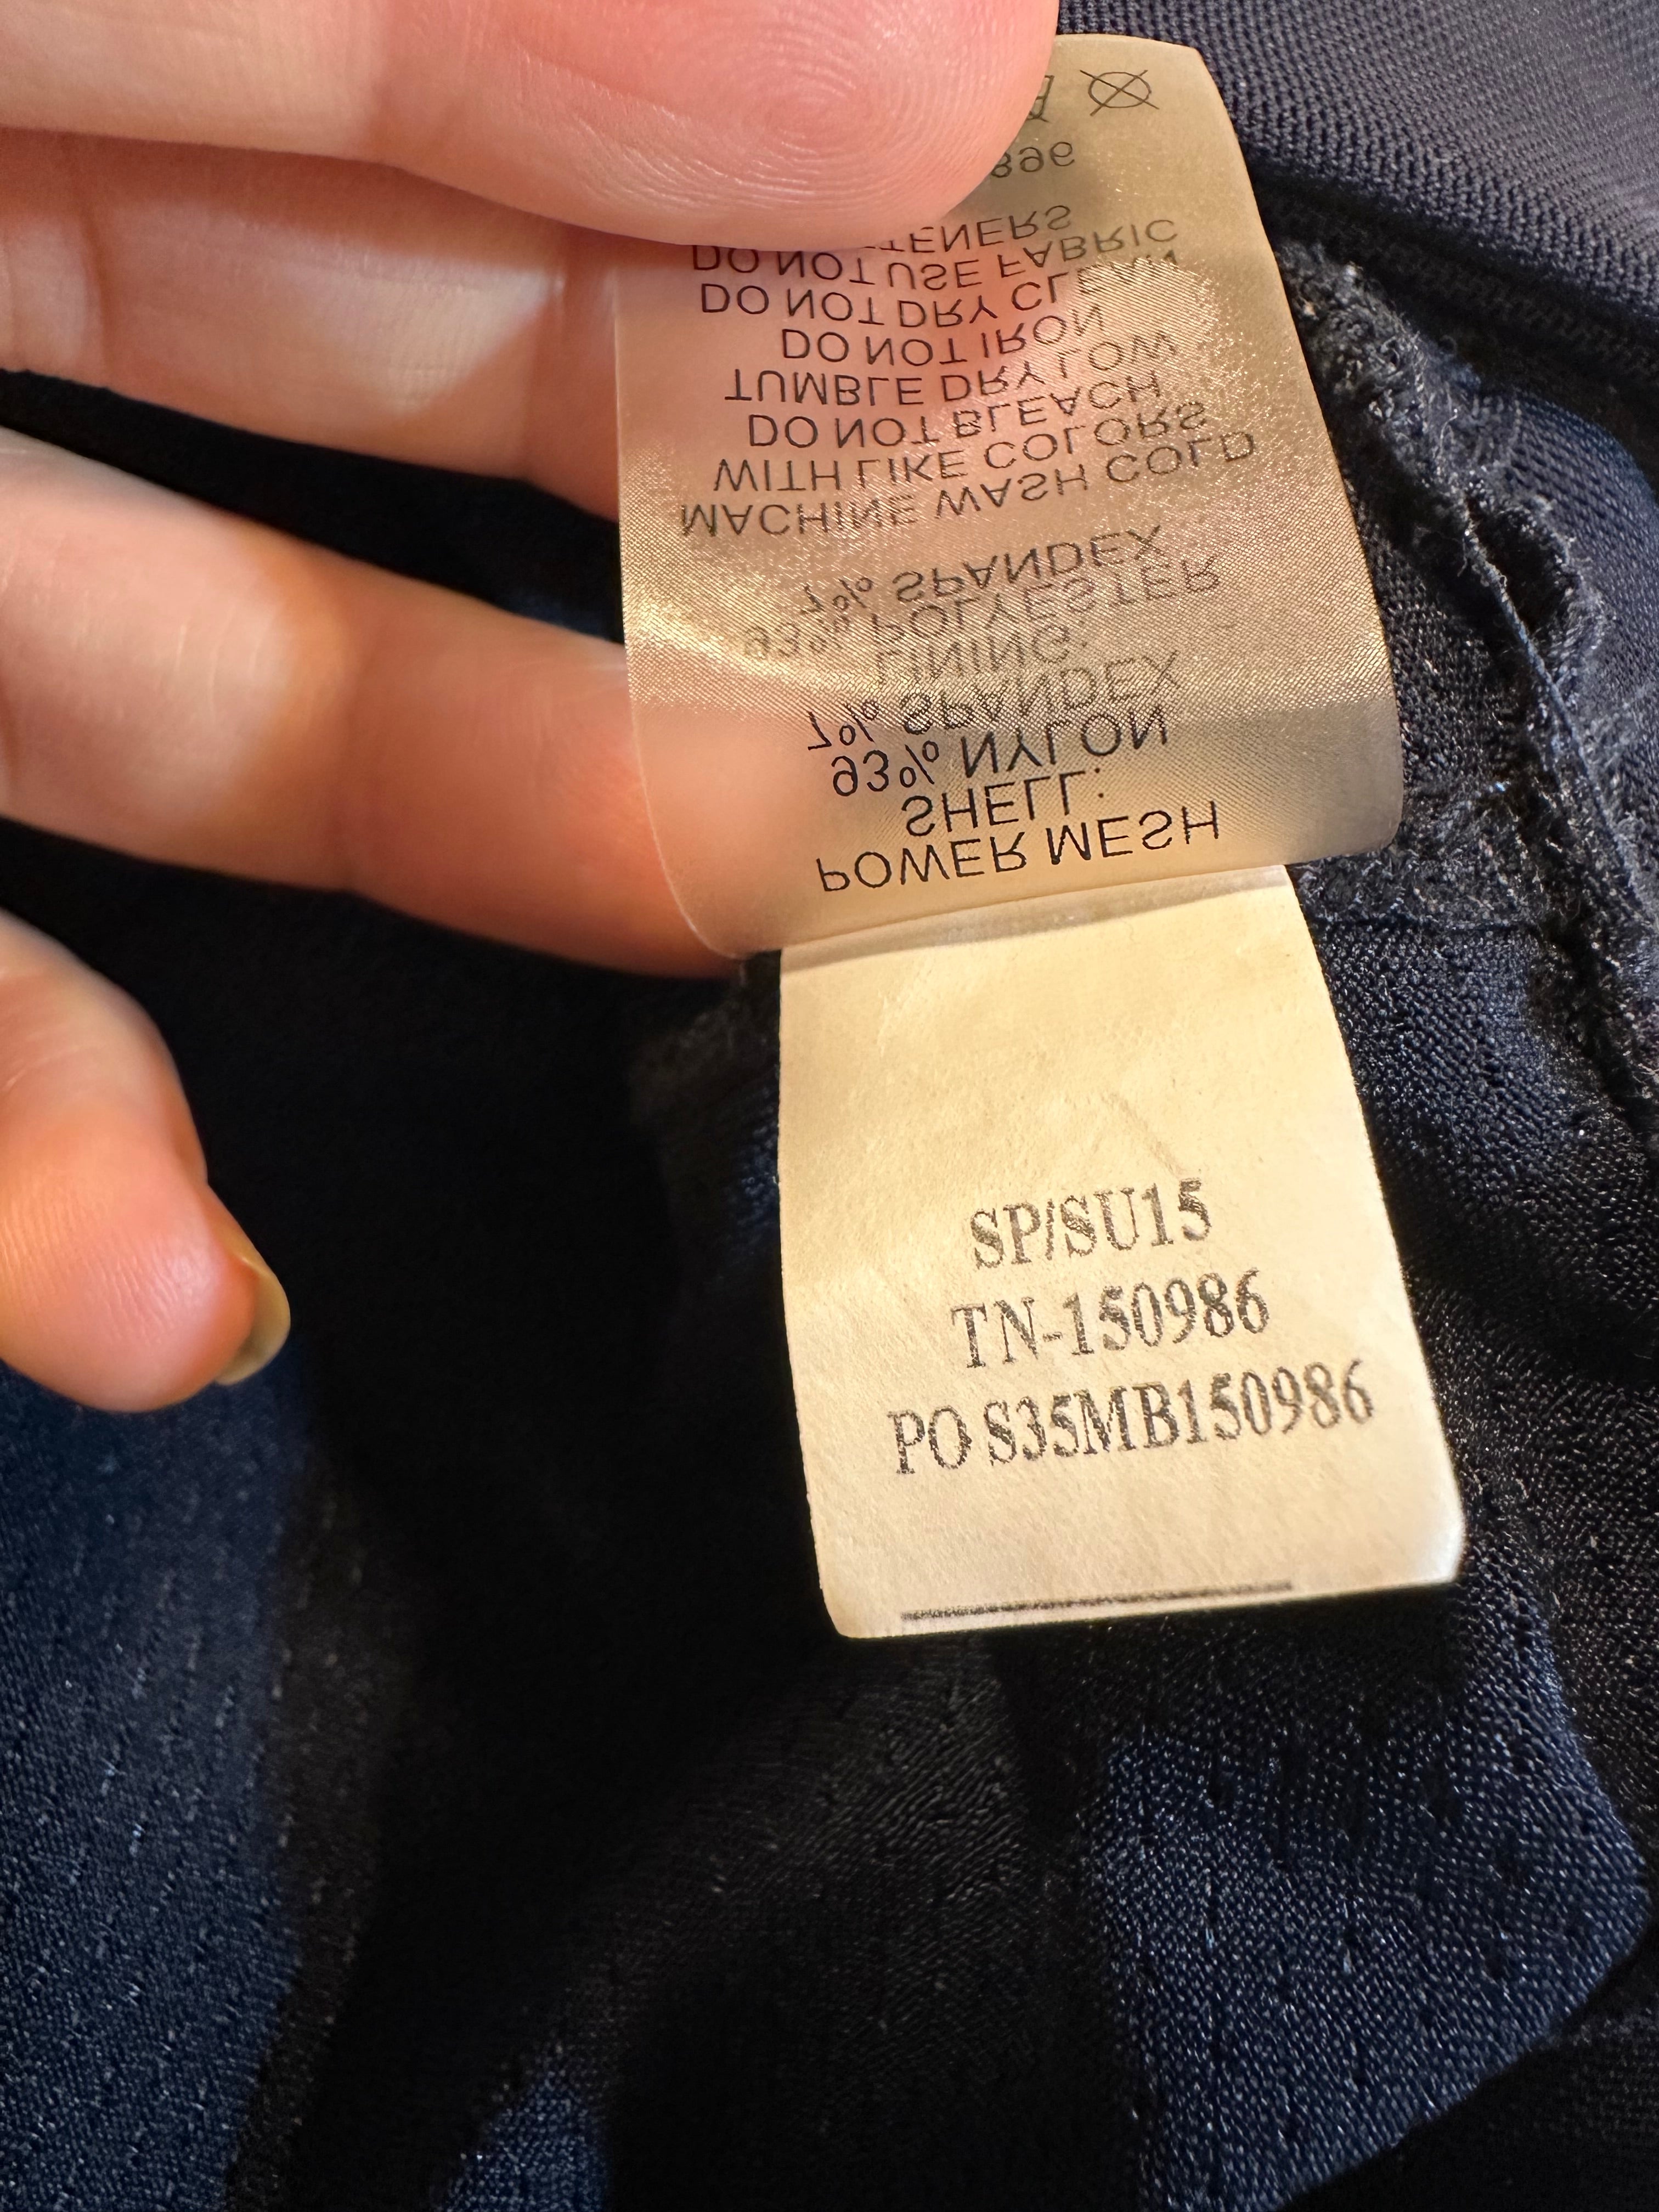 POWER MESH
SHELL:
93% NYLON
7% SPANDEX
LINING:
93% POLYESTER
7% SPANDEX
MACHINE WASH COLD
WITH LIKE COLORS
DO NOT BLEACH
TUMBLE DRY LOW
DO NOT IRON
DO NOT DRY CLEAN
DO NOT USE FABRIC
SP/SU15
TN-150986
PO S35MB150986